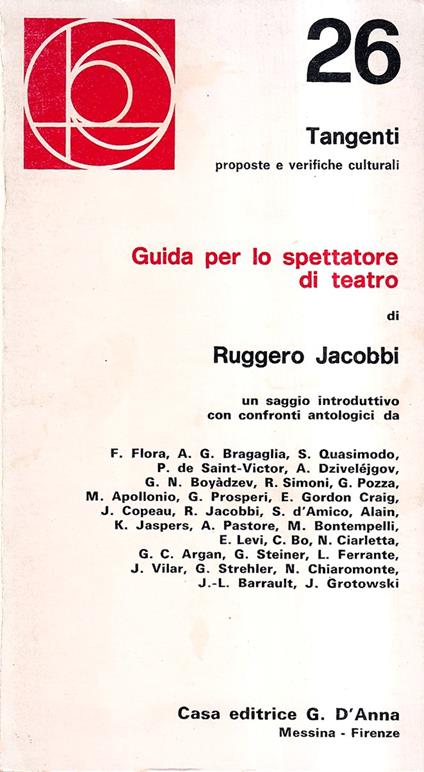 26
Tangenti
proposte e verifiche culturali
Guida per lo spettatore
di teatro
di
Ruggero Jacobbi
un saggio introduttivo
con confronti antologici da
F. Flora, A. G. Bragaglia, S. Quasimodo,
P. de Saint-Victor, A. Dziveléjgov,
G. N. Boyàdzev, R. Simoni, G. Pozza,
M. Apollonio, G. Prosperi, E. Gordon Craig,
J. Copeau, R. Jacobbi, S. d'Amico, Alain,
K. Jaspers, A. Pastore, M. Bontempelli,
E. Levi, C. Bo, N. Ciarletta,
G. C. Argan, G. Steiner, L. Ferrante,
J. Vilar, G. Strehler, N. Chiaromonte,
J.-L. Barrault, J. Grotowski
Casa editrice G. D'Anna
Messina - Firenze